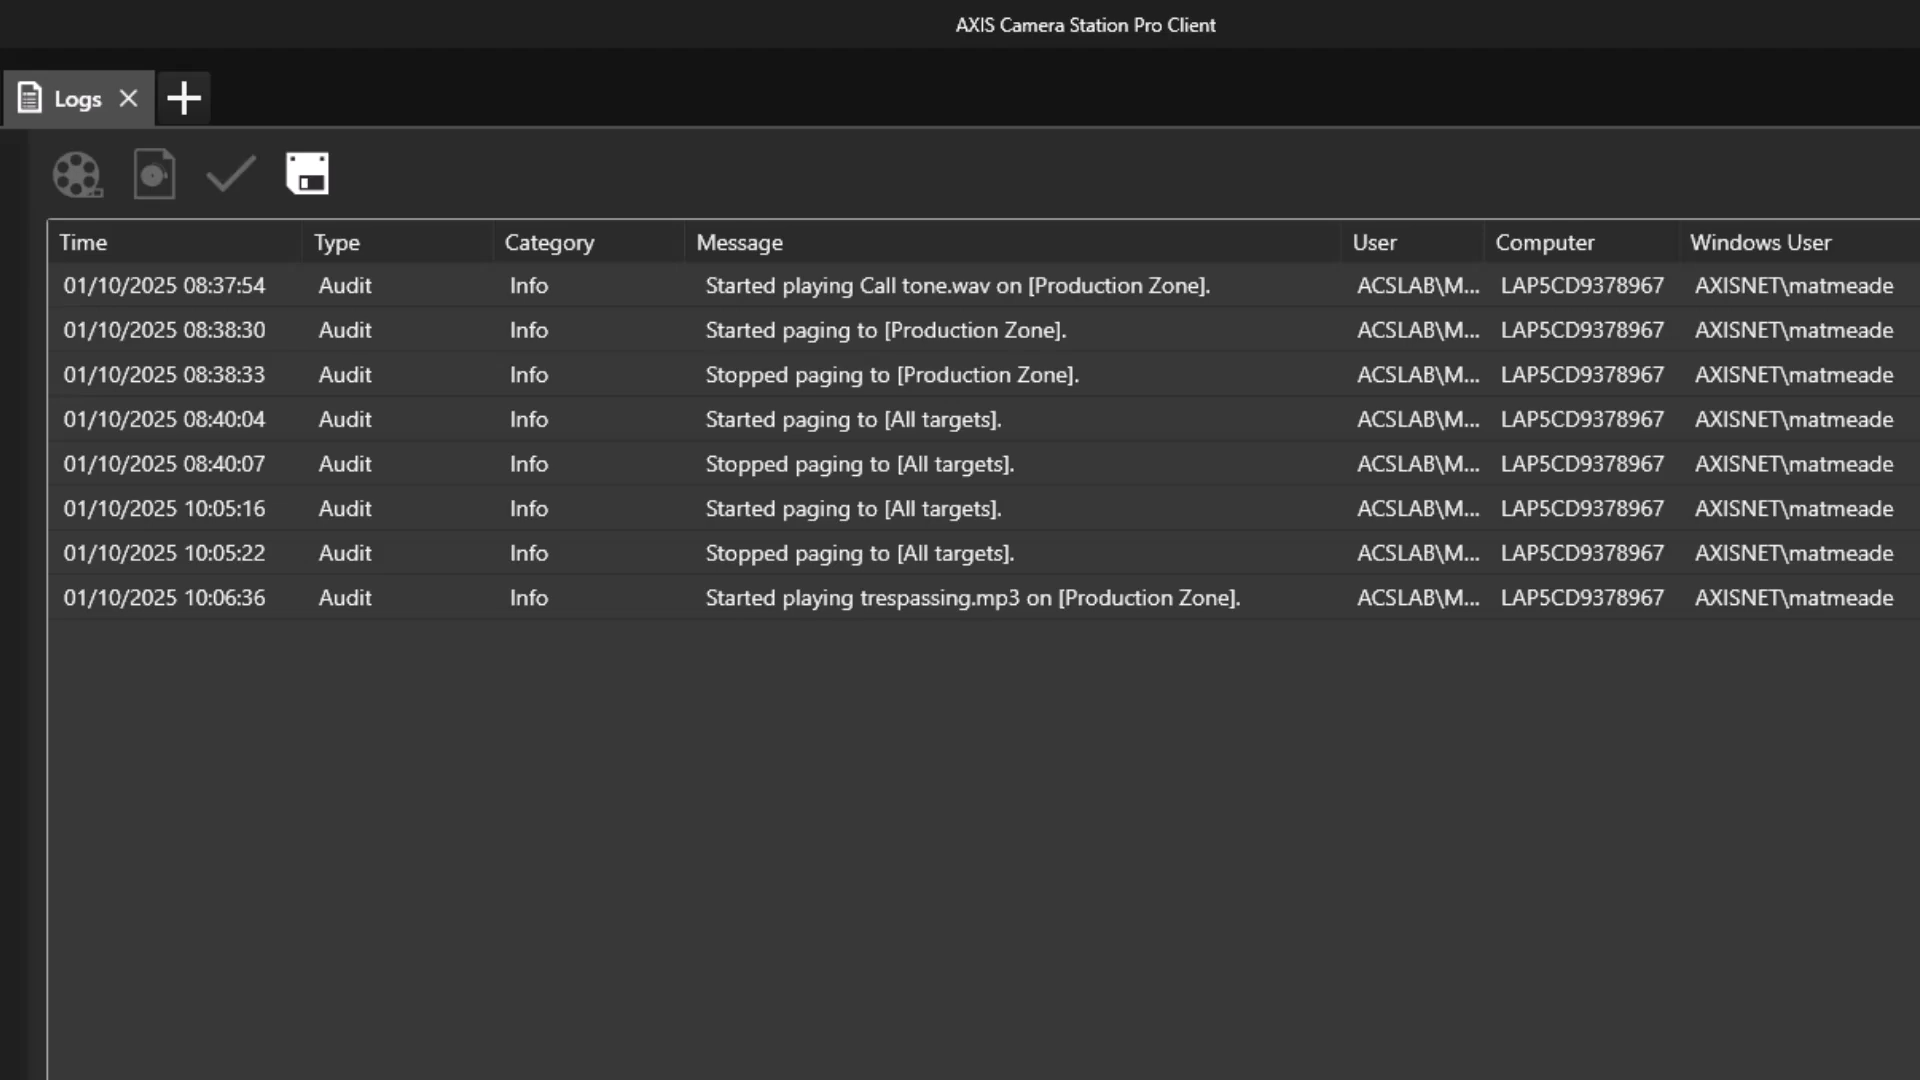 AXIS Camera Station Pro Client
Logs
Time Type Category Message User Computer Windows User
01/10/2025 08:37:54 Audit Info Started playing Call tone.wav on [Production Zone]. ACSLAB\M... LAP5CD9378967 AXISNET\matmeade
01/10/2025 08:38:30 Audit Info Started paging to [Production Zone]. ACSLAB\M... LAP5CD9378967 AXISNET\matmeade
01/10/2025 08:38:33 Audit Info Stopped paging to [Production Zone]. ACSLAB\M... LAP5CD9378967 AXISNET\matmeade
01/10/2025 08:40:04 Audit Info Started paging to [All targets]. ACSLAB\M... LAP5CD9378967 AXISNET\matmeade
01/10/2025 08:40:07 Audit Info Stopped paging to [All targets]. ACSLAB\M... LAP5CD9378967 AXISNET\matmeade
01/10/2025 10:05:16 Audit Info Started paging to [All targets]. ACSLAB\M... LAP5CD9378967 AXISNET\matmeade
01/10/2025 10:05:22 Audit Info Stopped paging to [All targets]. ACSLAB\M... LAP5CD9378967 AXISNET\matmeade
01/10/2025 10:06:36 Audit Info Started playing trespassing.mp3 on [Production Zone]. ACSLAB\M... LAP5CD9378967 AXISNET\matmeade